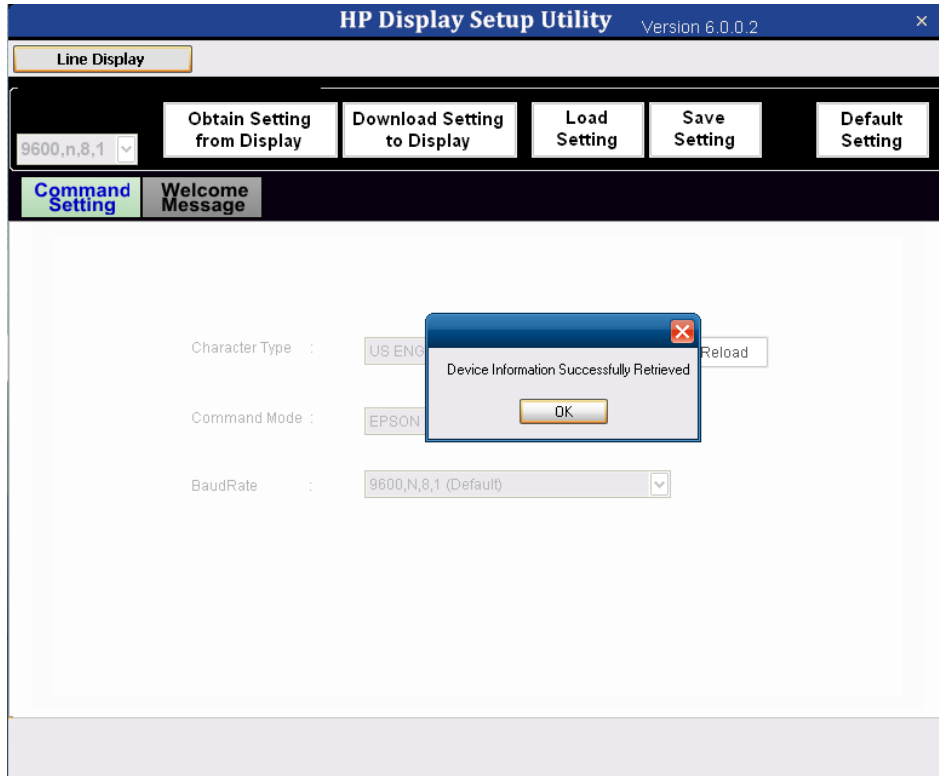 HP Display Setup Utility Version 6.0.0.2
Line Display
9600,n,8,1
Obtain Setting
from Display
Download Setting
to Display
Load
Setting
Save
Setting
Default
Setting
Command
Setting
Welcome
Message
Character Type :
US ENG
Reload
Device Information Successfully Retrieved
OK
Command Mode :
EPSON
BaudRate :
9600,N,8,1 (Default)